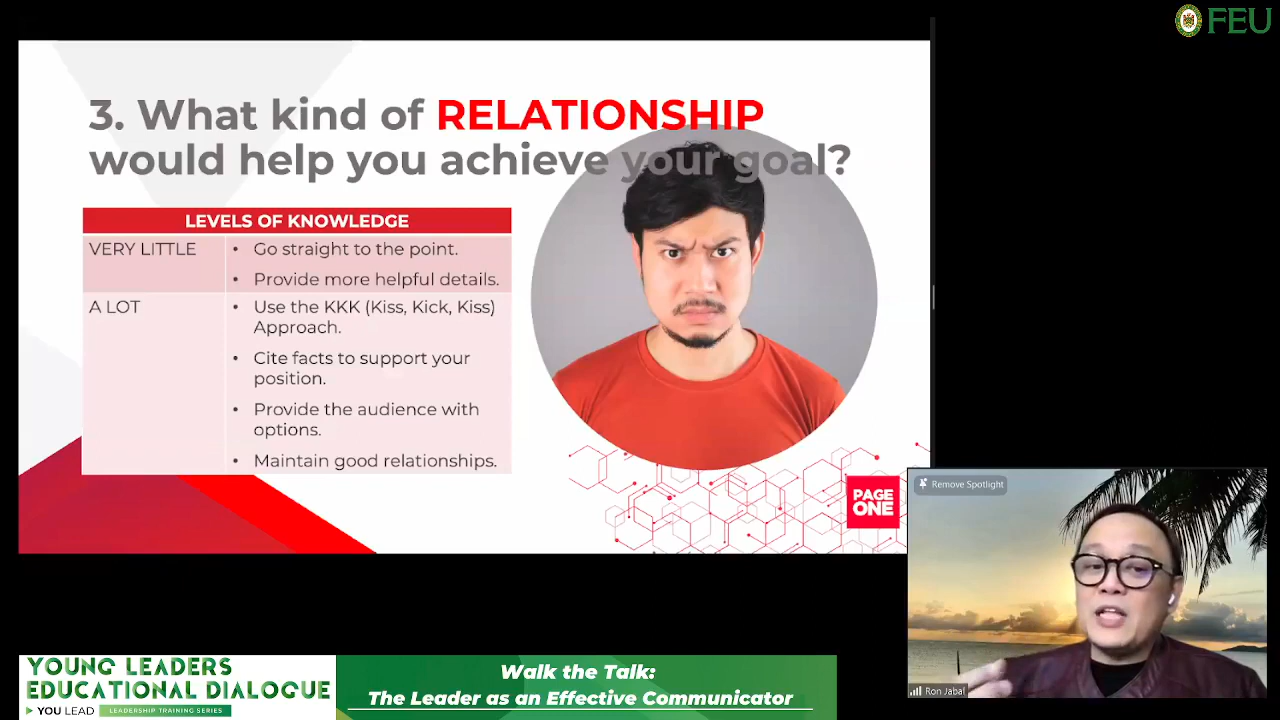 FEU
3. What kind of RELATIONSHIP
would help you achieve your goal?
LEVELS OF KNOWLEDGE
VERY LITTLE
• Go straight to the point.
• Provide more helpful details.
A LOT
• Use the KKK (Kiss, Kick, Kiss)
Approach.
• Cite facts to support your
position.
• Provide the audience with
options.
• Maintain good relationships.
PAGE
ONE
Remove Spotlight
Ron Jabal
YOUNG LEADERS
EDUCATIONAL DIALOGUE
YOU LEAD
LEADERSHIP TRAINING SERIES
Walk the Talk:
The Leader as an Effective Communicator